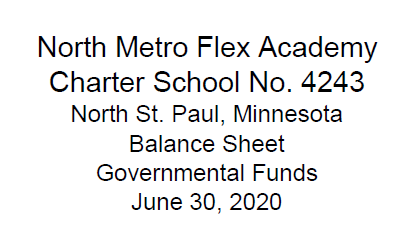 North Metro Flex Academy
Charter School No. 4243
North St. Paul, Minnesota
Balance Sheet
Governmental Funds
June 30, 2020